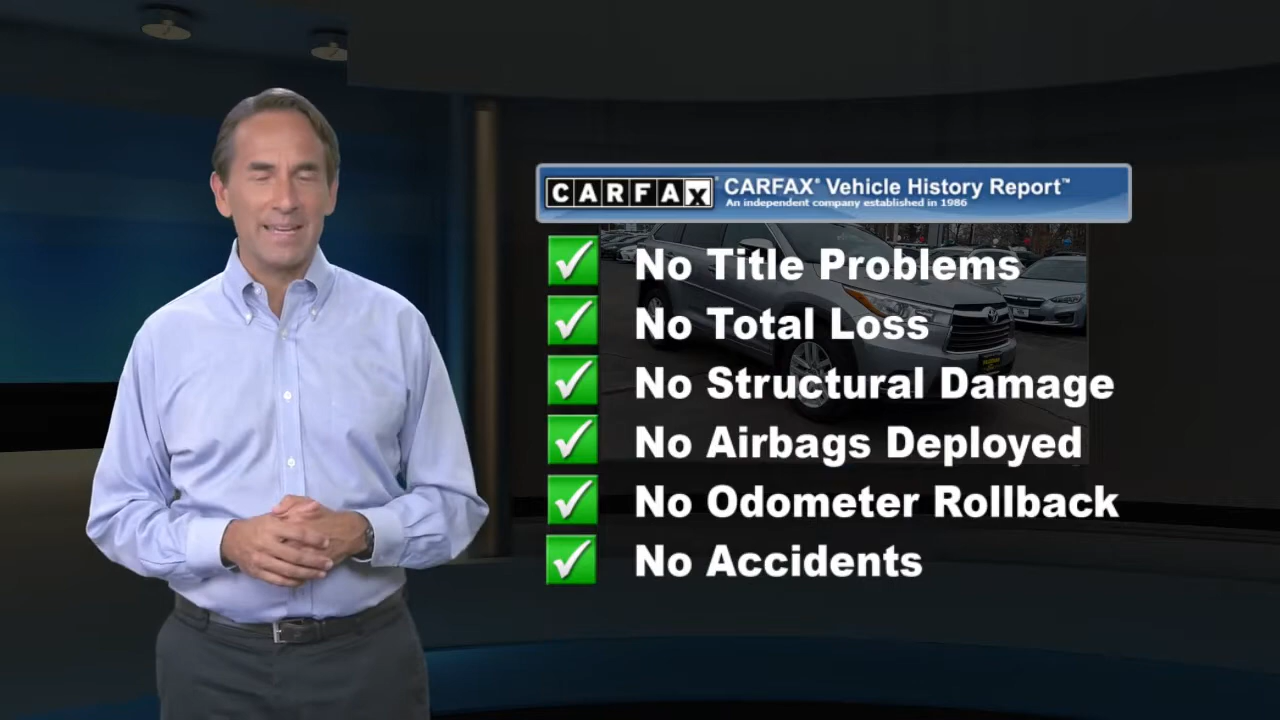 CARFAX® CARFAX® Vehicle History Report™
An independent company established in 1986
No Title Problems
No Total Loss
No Structural Damage
No Airbags Deployed
No Odometer Rollback
No Accidents